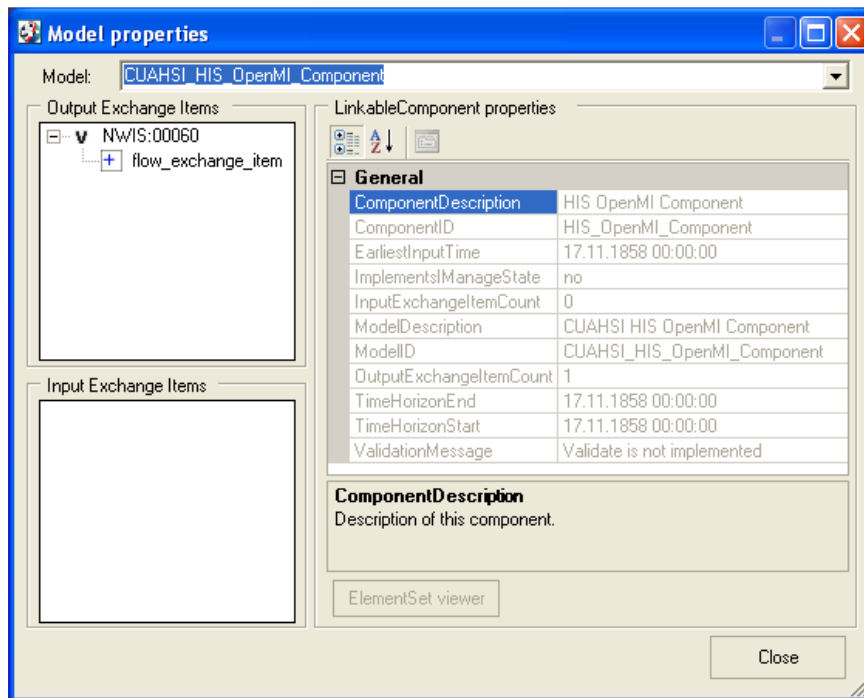 Model properties
Model: CUAHSI_HIS_OpenMI_Component
Output Exchange Items
NWIS:00060
flow_exchange_item
Input Exchange Items
LinkableComponent properties
General
ComponentDescription HIS OpenMI Component
ComponentID HIS_OpenMI_Component
EarliestInputTime 17.11.1858 00:00:00
ImplementsIManageState no
InputExchangeItemCount 0
ModelDescription CUAHSI HIS OpenMI Component
ModelID CUAHSI_HIS_OpenMI_Component
OutputExchangeItemCount 1
TimeHorizonEnd 17.11.1858 00:00:00
TimeHorizonStart 17.11.1858 00:00:00
ValidationMessage Validate is not implemented
ComponentDescription
Description of this component.
ElementSet viewer
Close